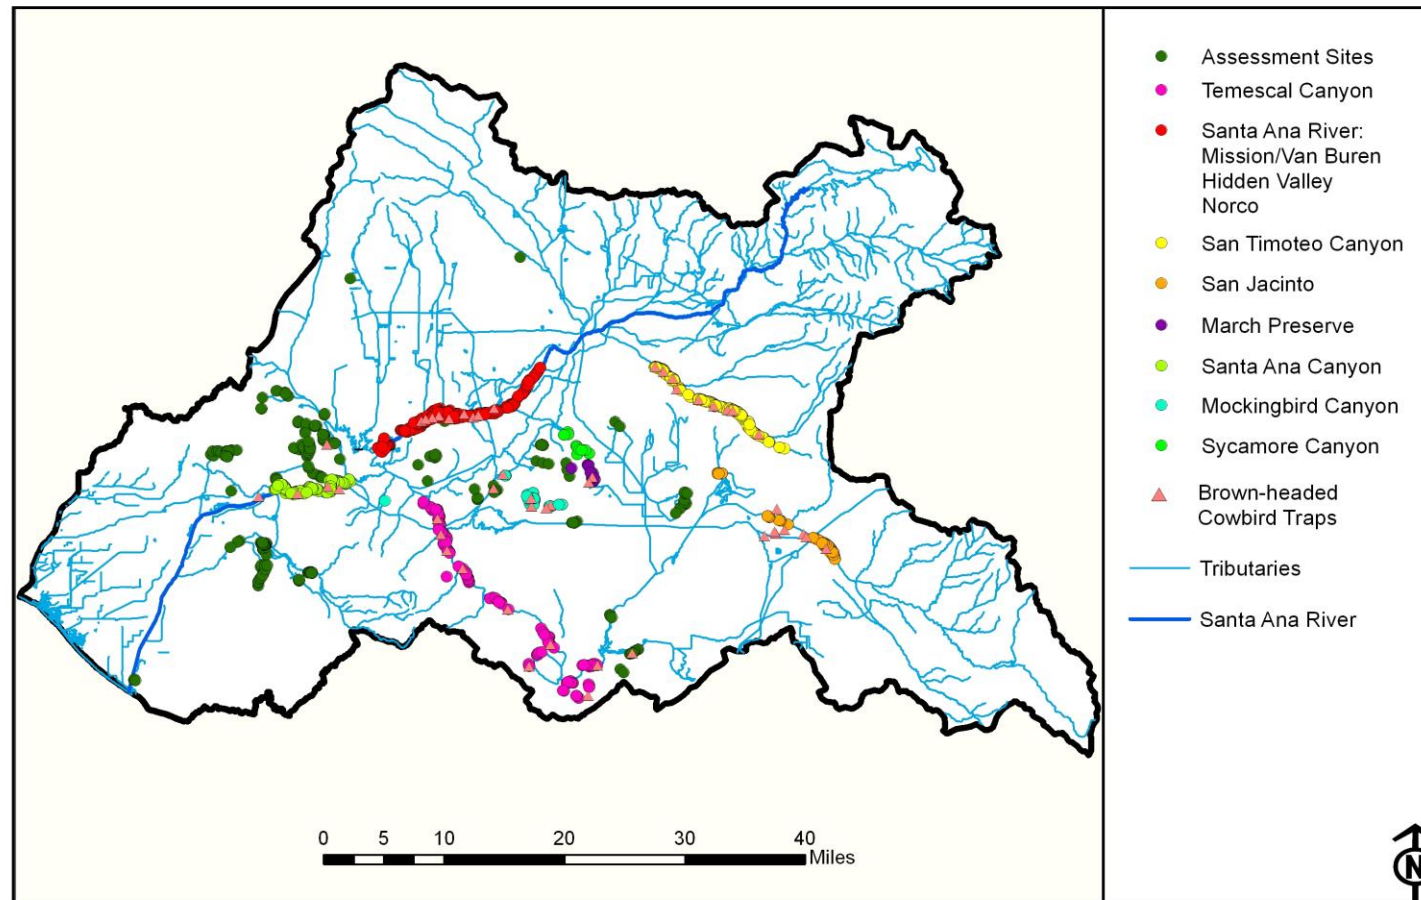 Assessment Sites
Temescal Canyon
Santa Ana River:
Mission/Van Buren
Hidden Valley
Norco
San Timoteo Canyon
San Jacinto
March Preserve
Santa Ana Canyon
Mockingbird Canyon
Sycamore Canyon
Brown-headed
Cowbird Traps
Tributaries
Santa Ana River
0 5 10 20 30 40
Miles
N